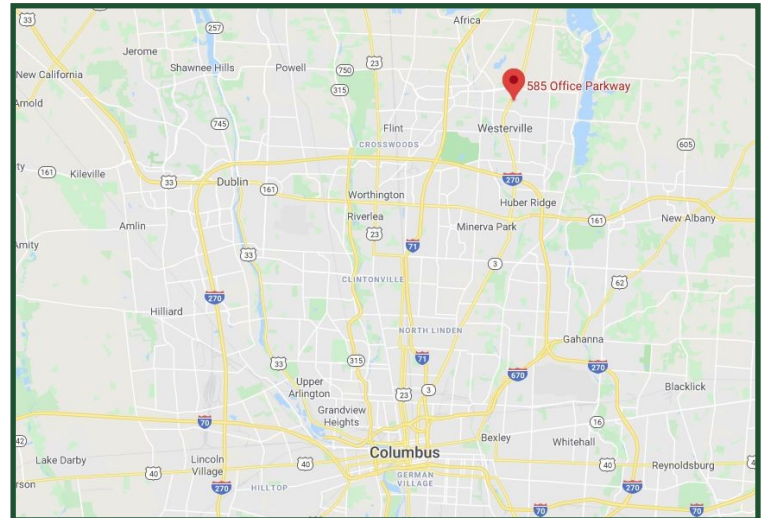 33
Africa
257
Jerome
23
Shawnee Hills
Powell
750
New California
315
585 Office Parkway
Arnold
745
Flint
Westerville
CROSSWOODS
605
161
Kileville
33
Dublin
161
270
Worthington
Huber Ridge
Riverlea
161
New Albany
Amlin
23
Minerva Park
71
33
3
CLINTONVILLE
62
270
Hilliard
NORTH LINDEN
Gahanna
71
315
33
670
270
Upper
Arlington
23
3
Blacklick
Grandview
Heights
70
16
Bexley
Whitehall
42
Columbus
Lake Darby
Lincoln
Village
40
40
40
Reynoldsburg
GERMAN
VILLAGE
270
HILLTOP
270
70
70